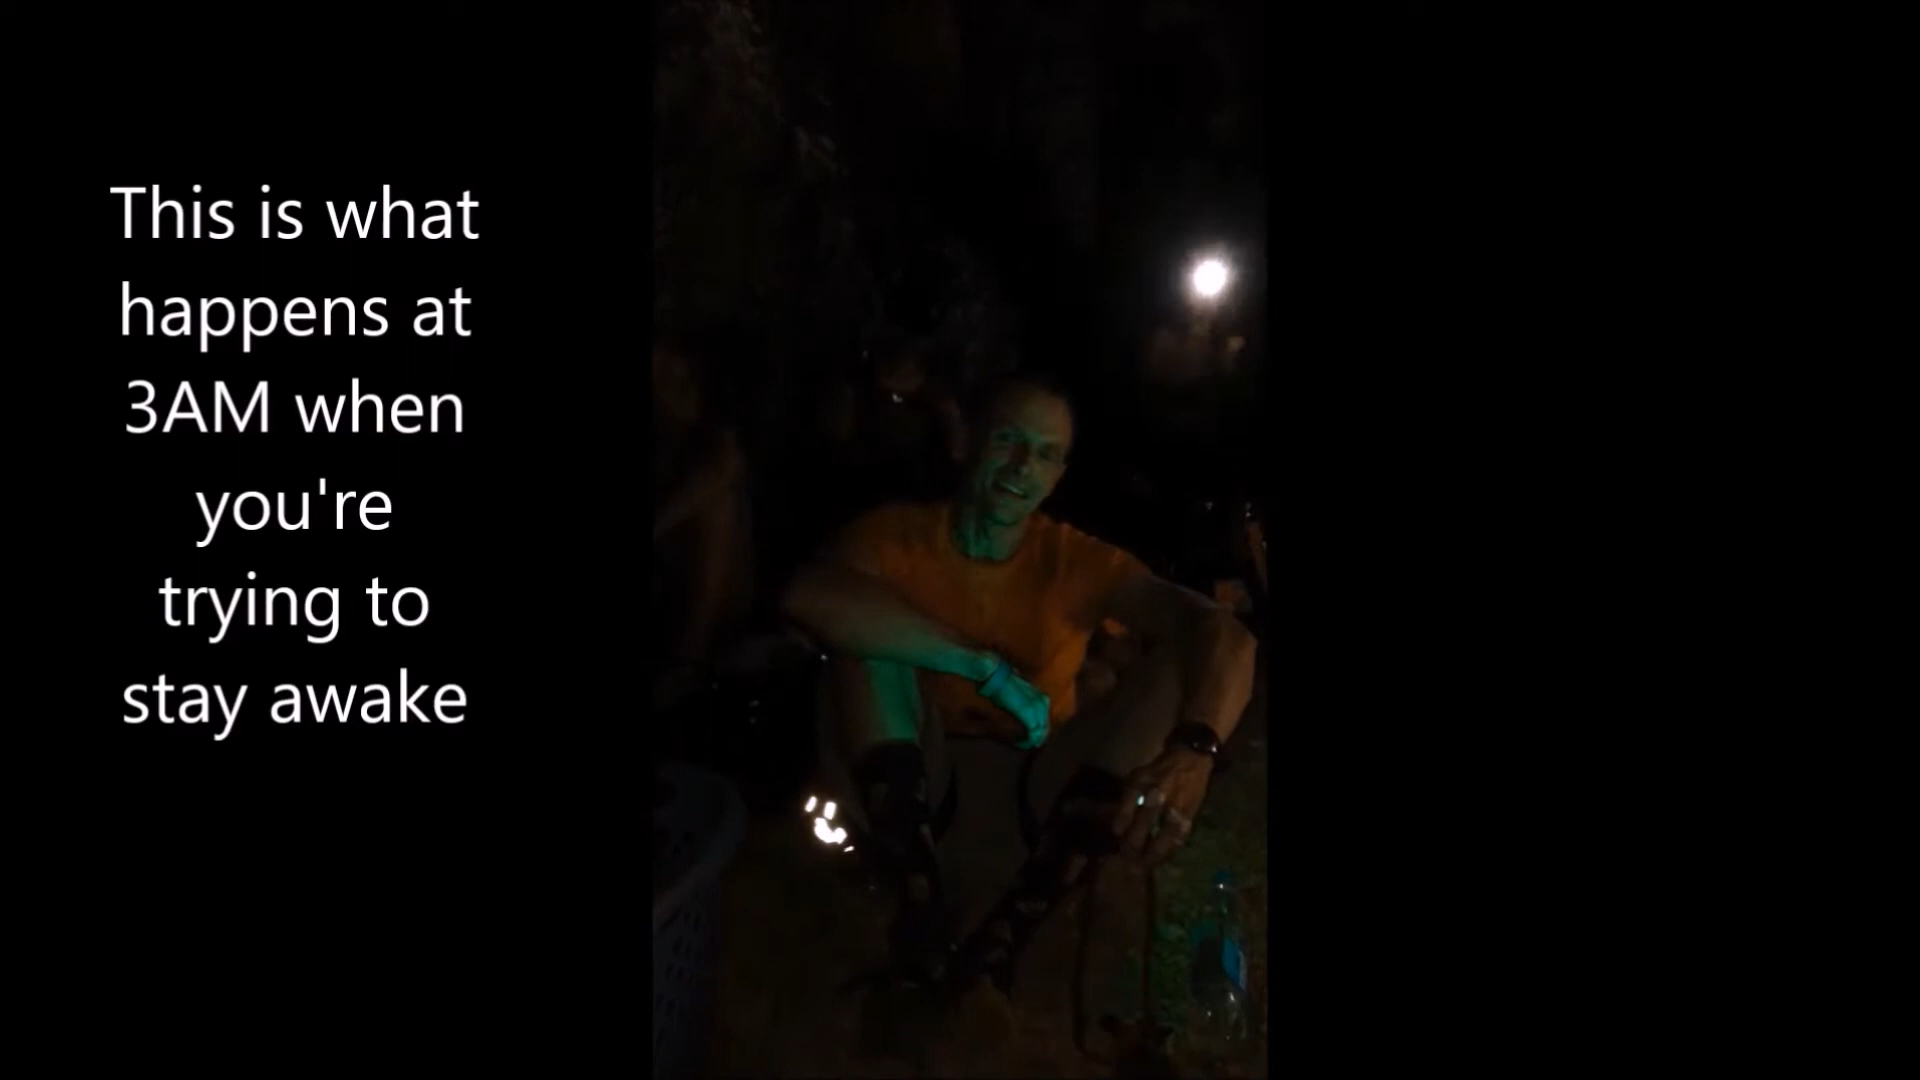 This is what
happens at
3AM when
you're
trying to
stay awake